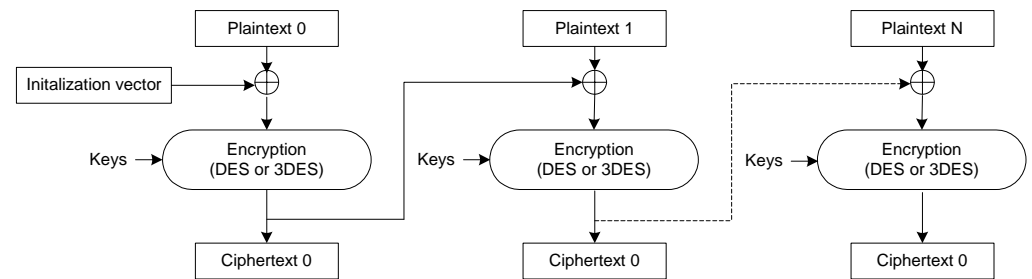 Plaintext 0
Plaintext 1
Plaintext N
Initalization vector
Keys
Encryption
(DES or 3DES)
Keys
Encryption
(DES or 3DES)
Keys
Encryption
(DES or 3DES)
Ciphertext 0
Ciphertext 0
Ciphertext 0